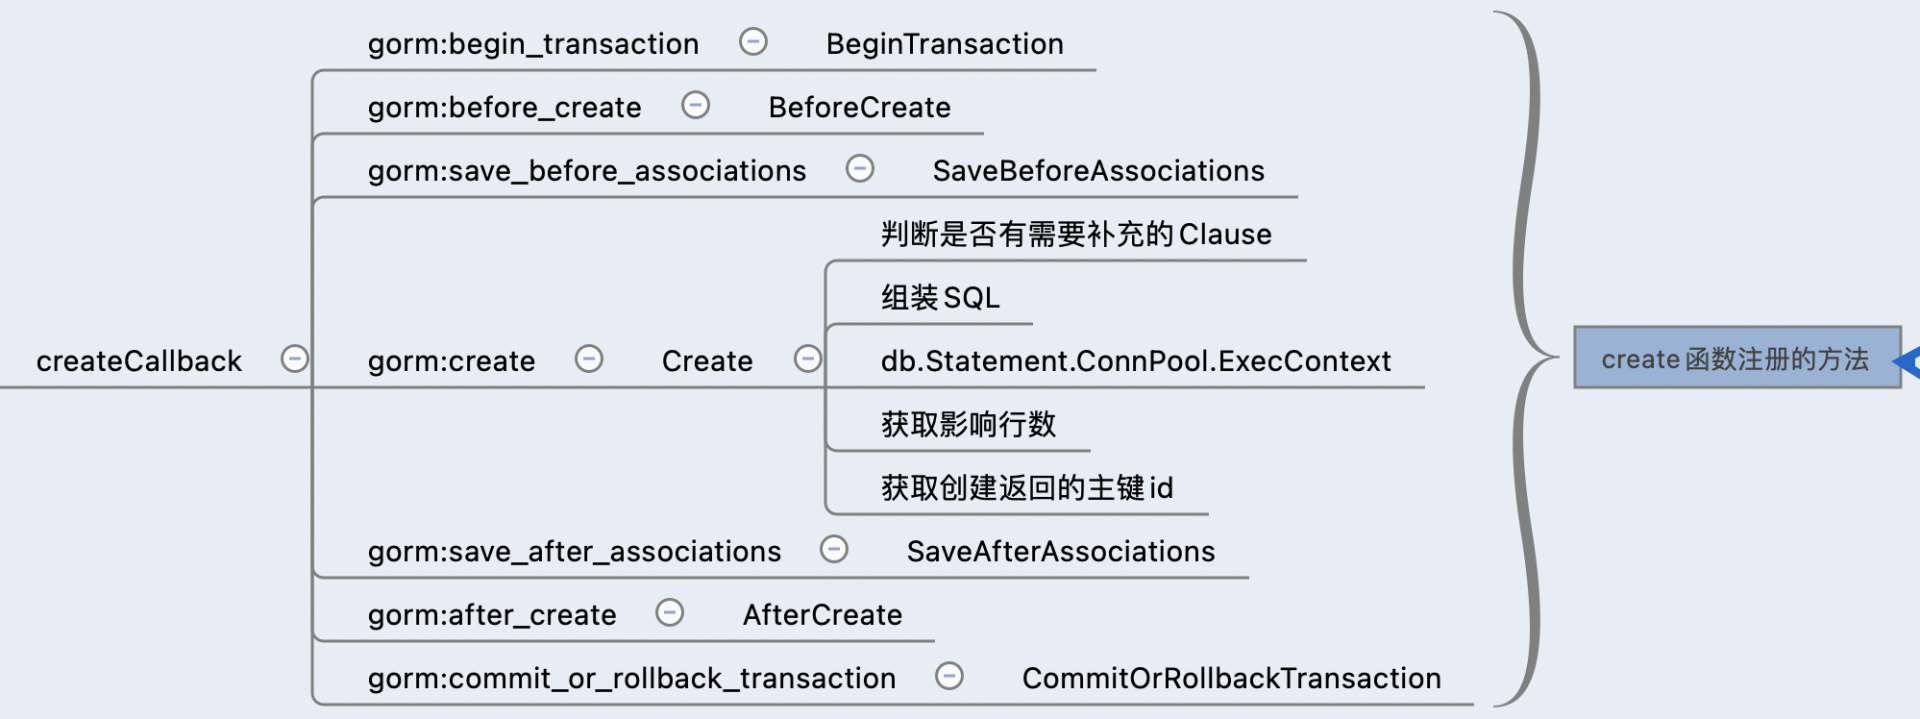 gorm:begin_transaction BeginTransaction
gorm:before_create BeforeCreate
gorm:save_before_associations SaveBeforeAssociations
判断是否有需要补充的Clause
组装SQL
createCallback gorm:create Create db.Statement.ConnPool.ExecContext create函数注册的方法
获取影响行数
获取创建返回的主键id
gorm:save_after_associations SaveAfterAssociations
gorm:after_create AfterCreate
gorm:commit_or_rollback_transaction CommitOrRollbackTransaction